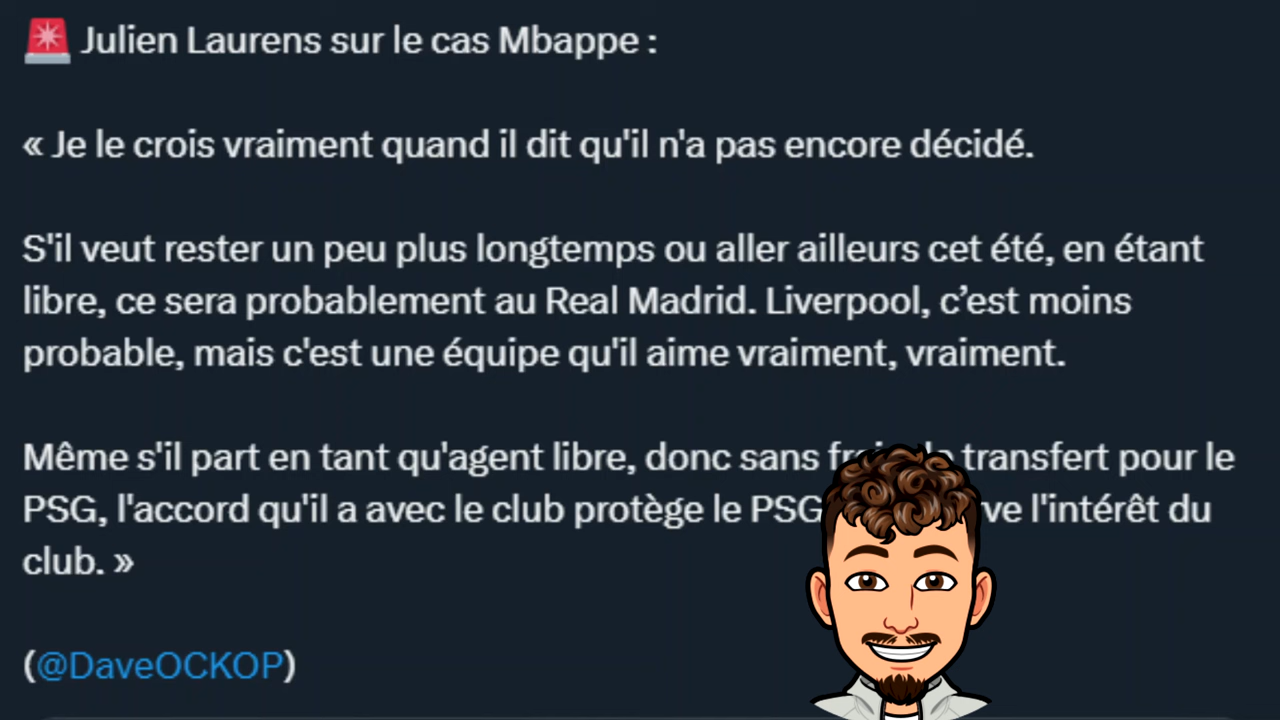 Julien Laurens sur le cas Mbappe :
« Je le crois vraiment quand il dit qu'il n'a pas encore décidé.
S'il veut rester un peu plus longtemps ou aller ailleurs cet été, en étant
libre, ce sera probablement au Real Madrid. Liverpool, c’est moins
probable, mais c'est une équipe qu'il aime vraiment, vraiment.
Même s'il part en tant qu'agent libre, donc sans transfert pour le
PSG, l'accord qu'il a avec le club protège le PSG l'intérêt du
club. »
(@DaveOCKOP)